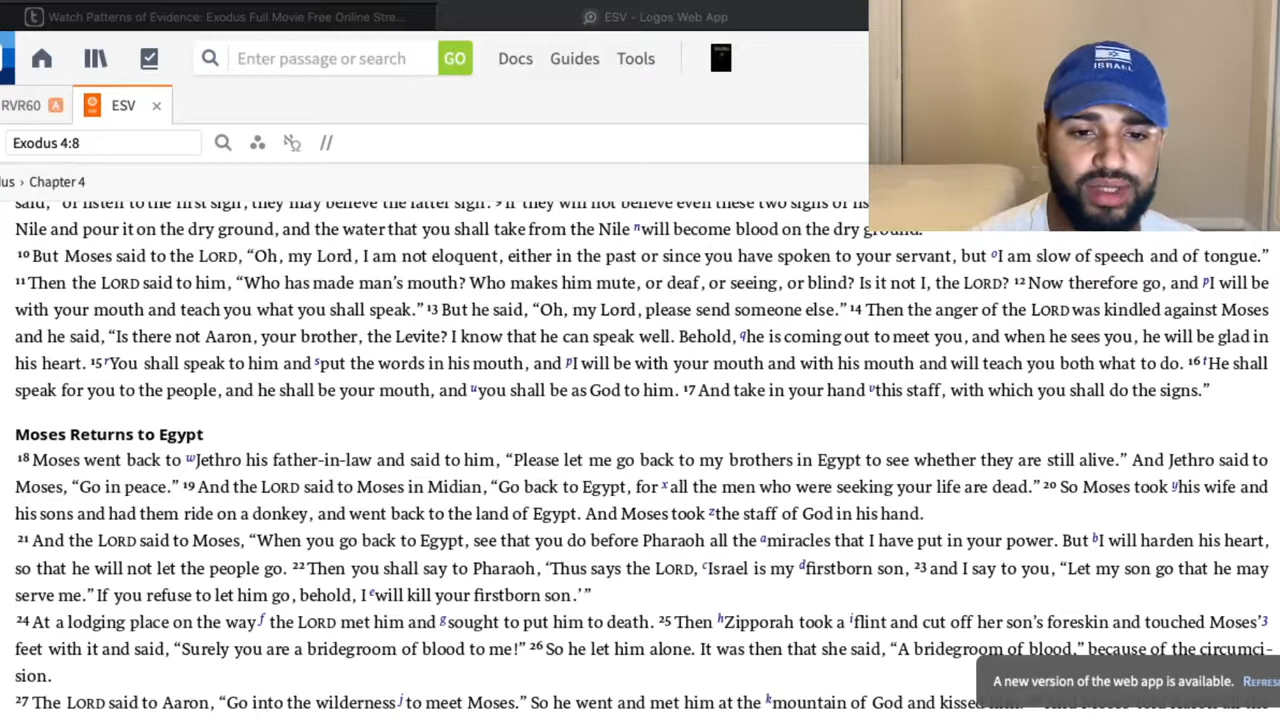 Watch Patterns of Evidence: Exodus Full Movie Free Online Stre...
ESV - Logos Web App
Enter passage or search GO Docs Guides Tools
RVR60 A ESV ×
Exodus 4:8
us › Chapter 4
said, “or listen to the first sign, they may believe the latter sign. 9 If they will not believe even these two signs or lis
Nile and pour it on the dry ground, and the water that you shall take from the Nile n will become blood on the dry ground.
10 But Moses said to the LORD, “Oh, my Lord, I am not eloquent, either in the past or since you have spoken to your servant, but o I am slow of speech and of tongue.”
11 Then the LORD said to him, “Who has made man’s mouth? Who makes him mute, or deaf, or seeing, or blind? Is it not I, the LORD? 12 Now therefore go, and p I will be
with your mouth and teach you what you shall speak.” 13 But he said, “Oh, my Lord, please send someone else.” 14 Then the anger of the LORD was kindled against Moses
and he said, “Is there not Aaron, your brother, the Levite? I know that he can speak well. Behold, q he is coming out to meet you, and when he sees you, he will be glad in
his heart. 15 r You shall speak to him and s put the words in his mouth, and p I will be with your mouth and with his mouth and will teach you both what to do. 16 t He shall
speak for you to the people, and he shall be your mouth, and u you shall be as God to him. 17 And take in your hand v this staff, with which you shall do the signs.”
Moses Returns to Egypt
18 Moses went back to w Jethro his father-in-law and said to him, “Please let me go back to my brothers in Egypt to see whether they are still alive.” And Jethro said to
Moses, “Go in peace.” 19 And the LORD said to Moses in Midian, “Go back to Egypt, for x all the men who were seeking your life are dead.” 20 So Moses took y his wife and
his sons and had them ride on a donkey, and went back to the land of Egypt. And Moses took z the staff of God in his hand.
21 And the LORD said to Moses, “When you go back to Egypt, see that you do before Pharaoh all the a miracles that I have put in your power. But b I will harden his heart,
so that he will not let the people go. 22 Then you shall say to Pharaoh, ‘Thus says the LORD, c Israel is my d firstborn son, 23 and I say to you, “Let my son go that he may
serve me.” If you refuse to let him go, behold, I e will kill your firstborn son.’”
24 At a lodging place on the way f the LORD met him and g sought to put him to death. 25 Then h Zipporah took a i flint and cut off her son’s foreskin and touched Moses’ 3
feet with it and said, “Surely you are a bridegroom of blood to me!” 26 So he let him alone. It was then that she said, “A bridegroom of blood,” because of the circumci-
sion.
27 The LORD said to Aaron, “Go into the wilderness j to meet Moses.” So he went and met him at the k mountain of God and kissed
A new version of the web app is available. REFRES
ISRAEL